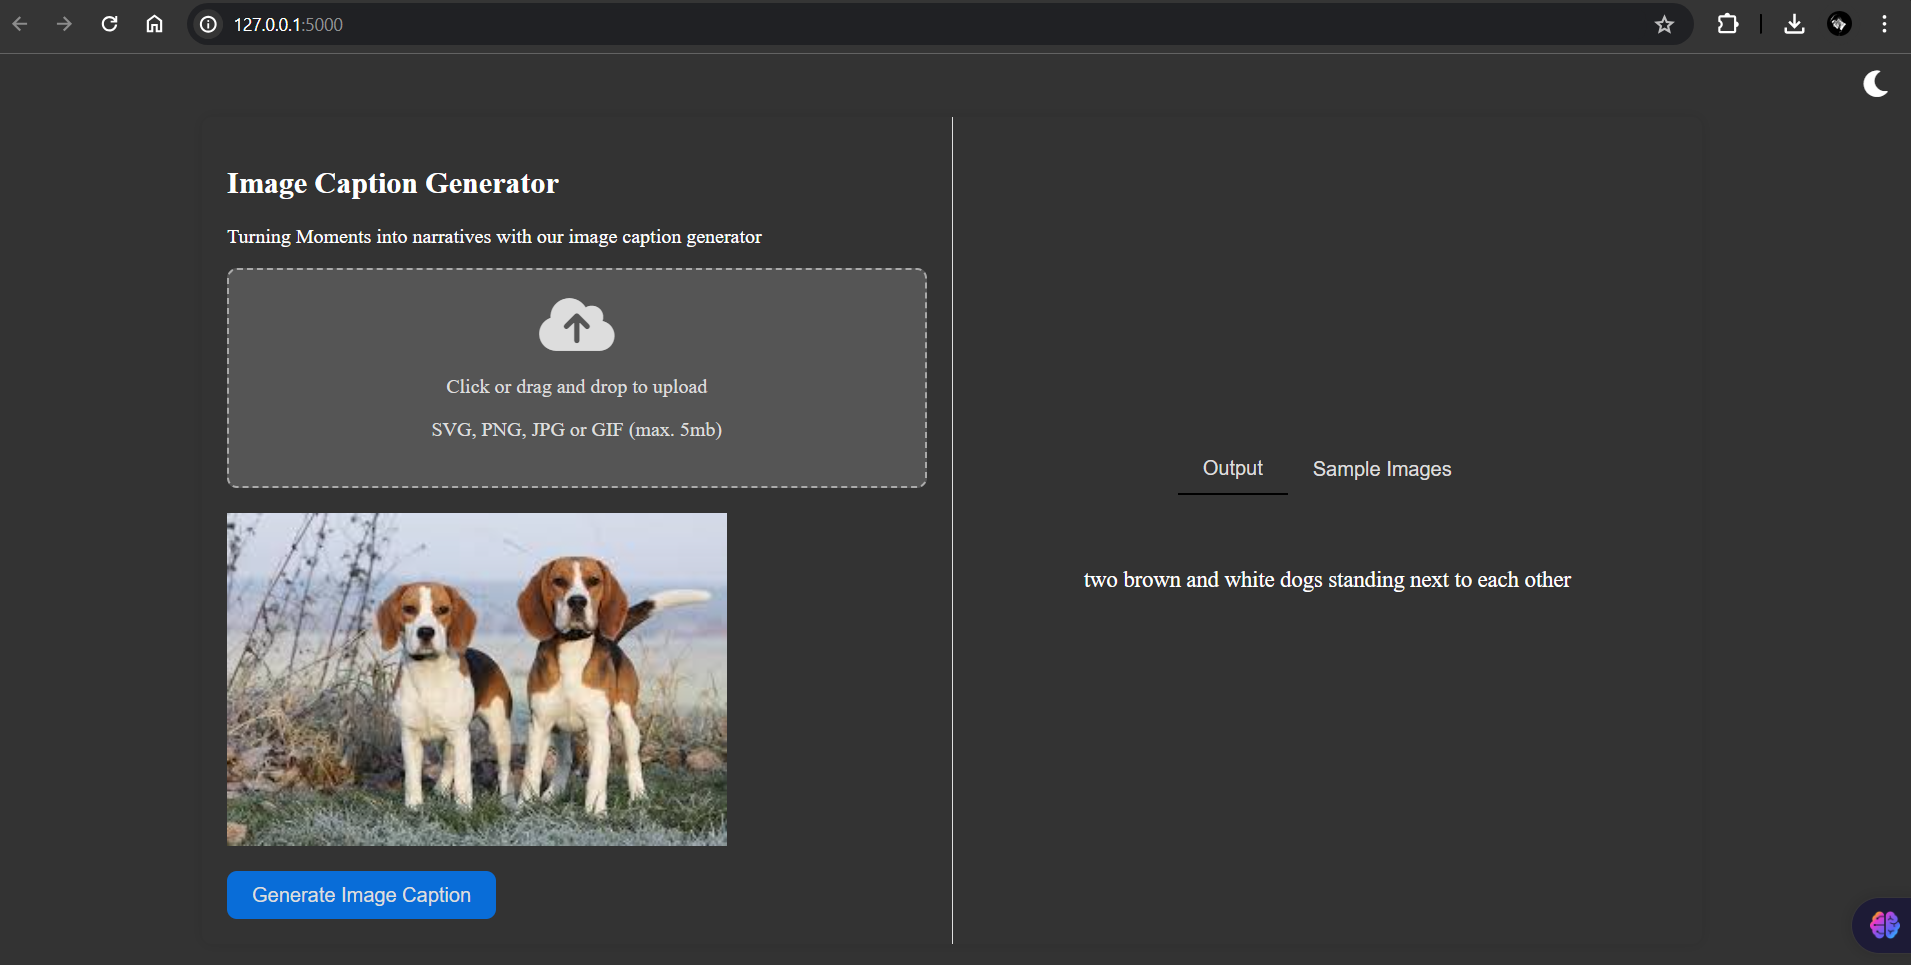 127.0.0.1:5000
Image Caption Generator
Turning Moments into narratives with our image caption generator
Click or drag and drop to upload
SVG, PNG, JPG or GIF (max. 5mb)
Generate Image Caption
Output
Sample Images
two brown and white dogs standing next to each other